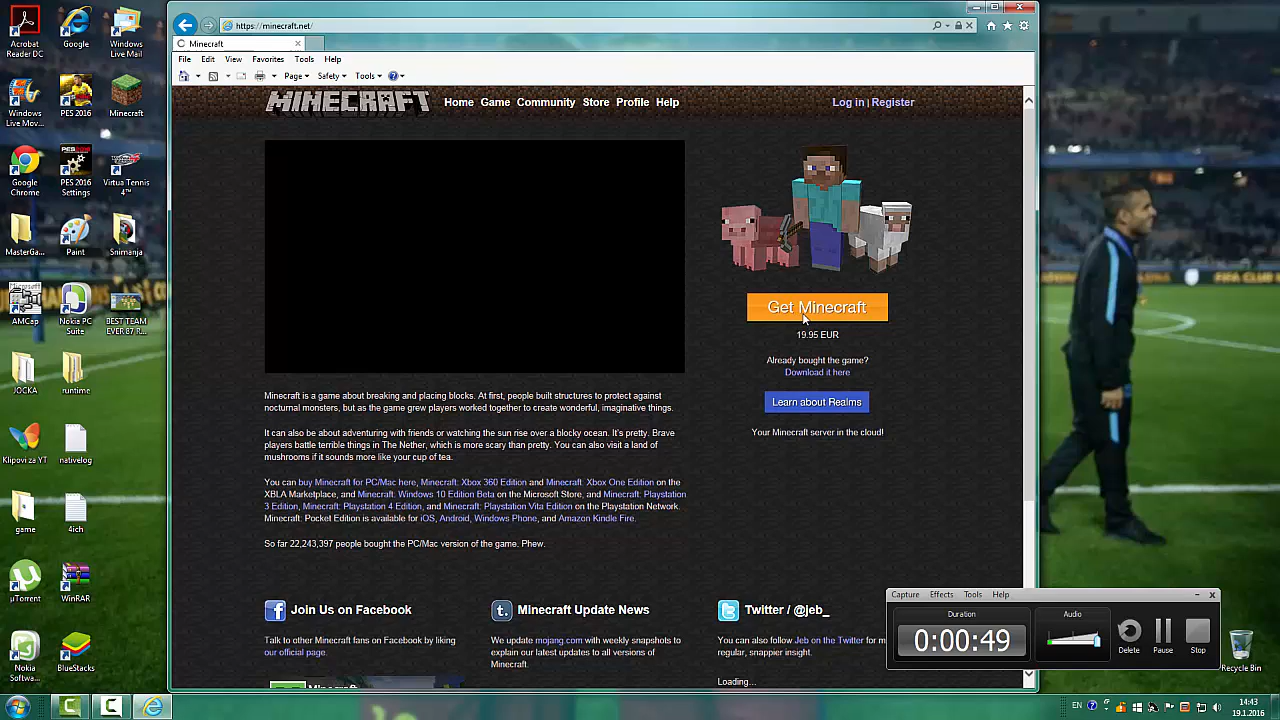 https://minecraft.net/
Minecraft
File Edit View Favorites Tools Help
Page Safety Tools
MINECRAFT
Home Game Community Store Profile Help
Log in | Register
Get Minecraft
19.95 EUR
Already bought the game?
Download it here
Learn about Realms
Your Minecraft server in the cloud!
Minecraft is a game about breaking and placing blocks. At first, people built structures to protect against
nocturnal monsters, but as the game grew players worked together to create wonderful, imaginative things.
It can also be about adventuring with friends or watching the sun rise over a blocky ocean. It's pretty. Brave
players battle terrible things in The Nether, which is more scary than pretty. You can also visit a land of
mushrooms if it sounds more like your cup of tea.
You can buy Minecraft for PC/Mac here, Minecraft: Xbox 360 Edition and Minecraft: Xbox One Edition on the
XBLA Marketplace, and Minecraft: Windows 10 Edition Beta on the Microsoft Store, and Minecraft: Playstation
3 Edition, Minecraft: Playstation 4 Edition, and Minecraft: Playstation Vita Edition on the Playstation Network.
Minecraft: Pocket Edition is available for iOS, Android, Windows Phone, and Amazon Kindle Fire.
So far 22,243,397 people bought the PC/Mac version of the game. Phew.
Join Us on Facebook
Talk to other Minecraft fans on Facebook by liking
our official page.
Minecraft Update News
We update mojang.com with weekly snapshots to
explain our latest updates to all versions of
Minecraft.
Twitter / @jeb_
You can also follow Jeb on the Twitter for m
regular, snappier insight.
Loading...
Minecraft
Acrobat
Reader DC
Google
Windows
Live Mail
Windows
Live Mov...
PES 2016
Minecraft
Google
Chrome
PES 2016
Settings
Virtua Tennis
4™
MasterGa...
Paint
Snimanja
AMCap
Nokia PC
Suite
BEST TEAM
EVER 87 R...
JOCKA
runtime
Klipovi za YT
nativelog
game
4ich
µTorrent
WinRAR
Nokia
Softwa...
BlueStacks
Capture Effects Tools Help
Duration
0:00:49
Audio
Delete
Pause
Stop
Recycle Bin
EN
14:43
19.1.2016